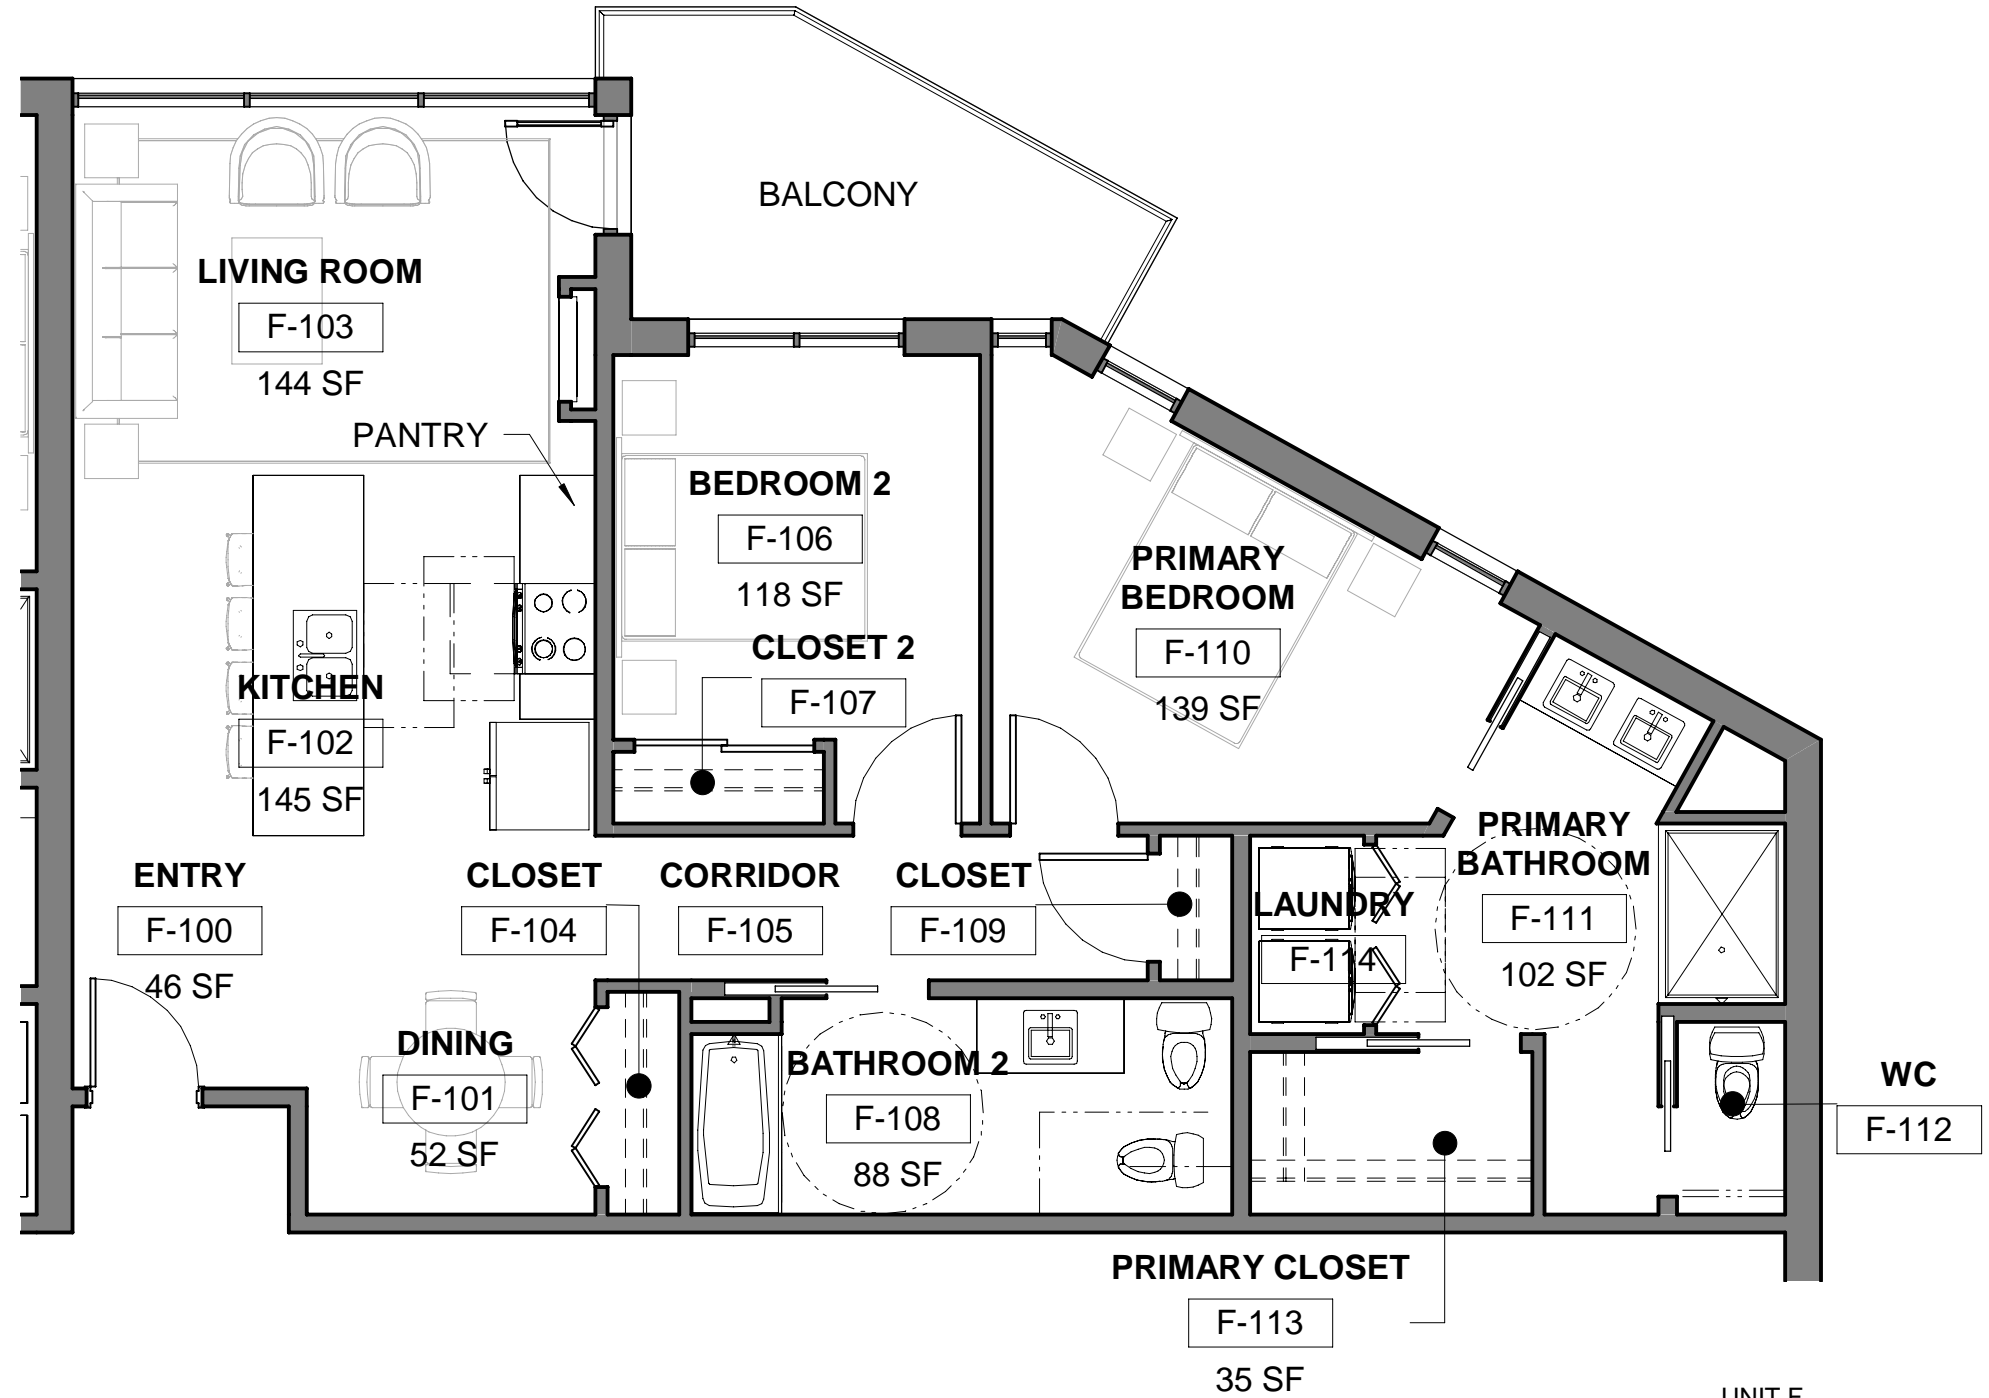 BALCONY
LIVING ROOM
F-103
144 SF
PANTRY
BEDROOM 2
F-106
118 SF
PRIMARY
BEDROOM
F-110
139 SF
CLOSET 2
F-107
KITCHEN
F-102
145 SF
ENTRY
F-100
46 SF
CLOSET
F-104
CORRIDOR
F-105
CLOSET
F-109
LAUNDRY
F-114
PRIMARY
BATHROOM
F-111
102 SF
DINING
F-101
52 SF
BATHROOM 2
F-108
88 SF
WC
F-112
PRIMARY CLOSET
F-113
35 SF